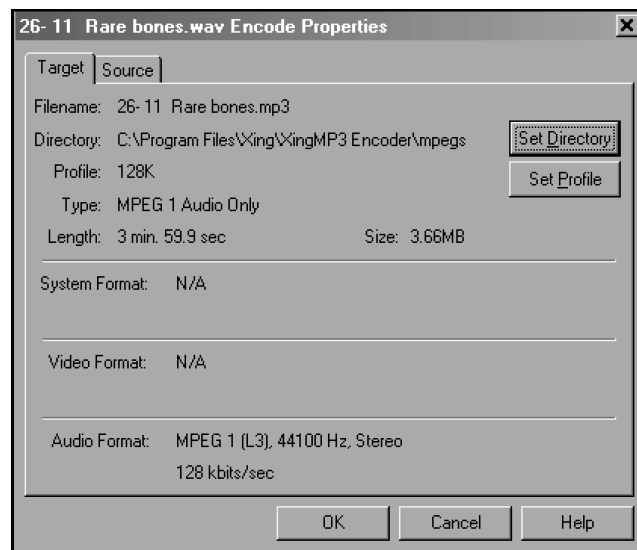 26- 11 Rare bones.wav Encode Properties
Target Source
Filename: 26- 11 Rare bones.mp3
Directory: C:\Program Files\Xing\XingMP3 Encoder\mpegs
Set Directory
Profile: 128K
Set Profile
Type: MPEG 1 Audio Only
Length: 3 min. 59.9 sec Size: 3.66MB
System Format: N/A
Video Format: N/A
Audio Format: MPEG 1 (L3), 44100 Hz, Stereo
128 kbits/sec
OK Cancel Help